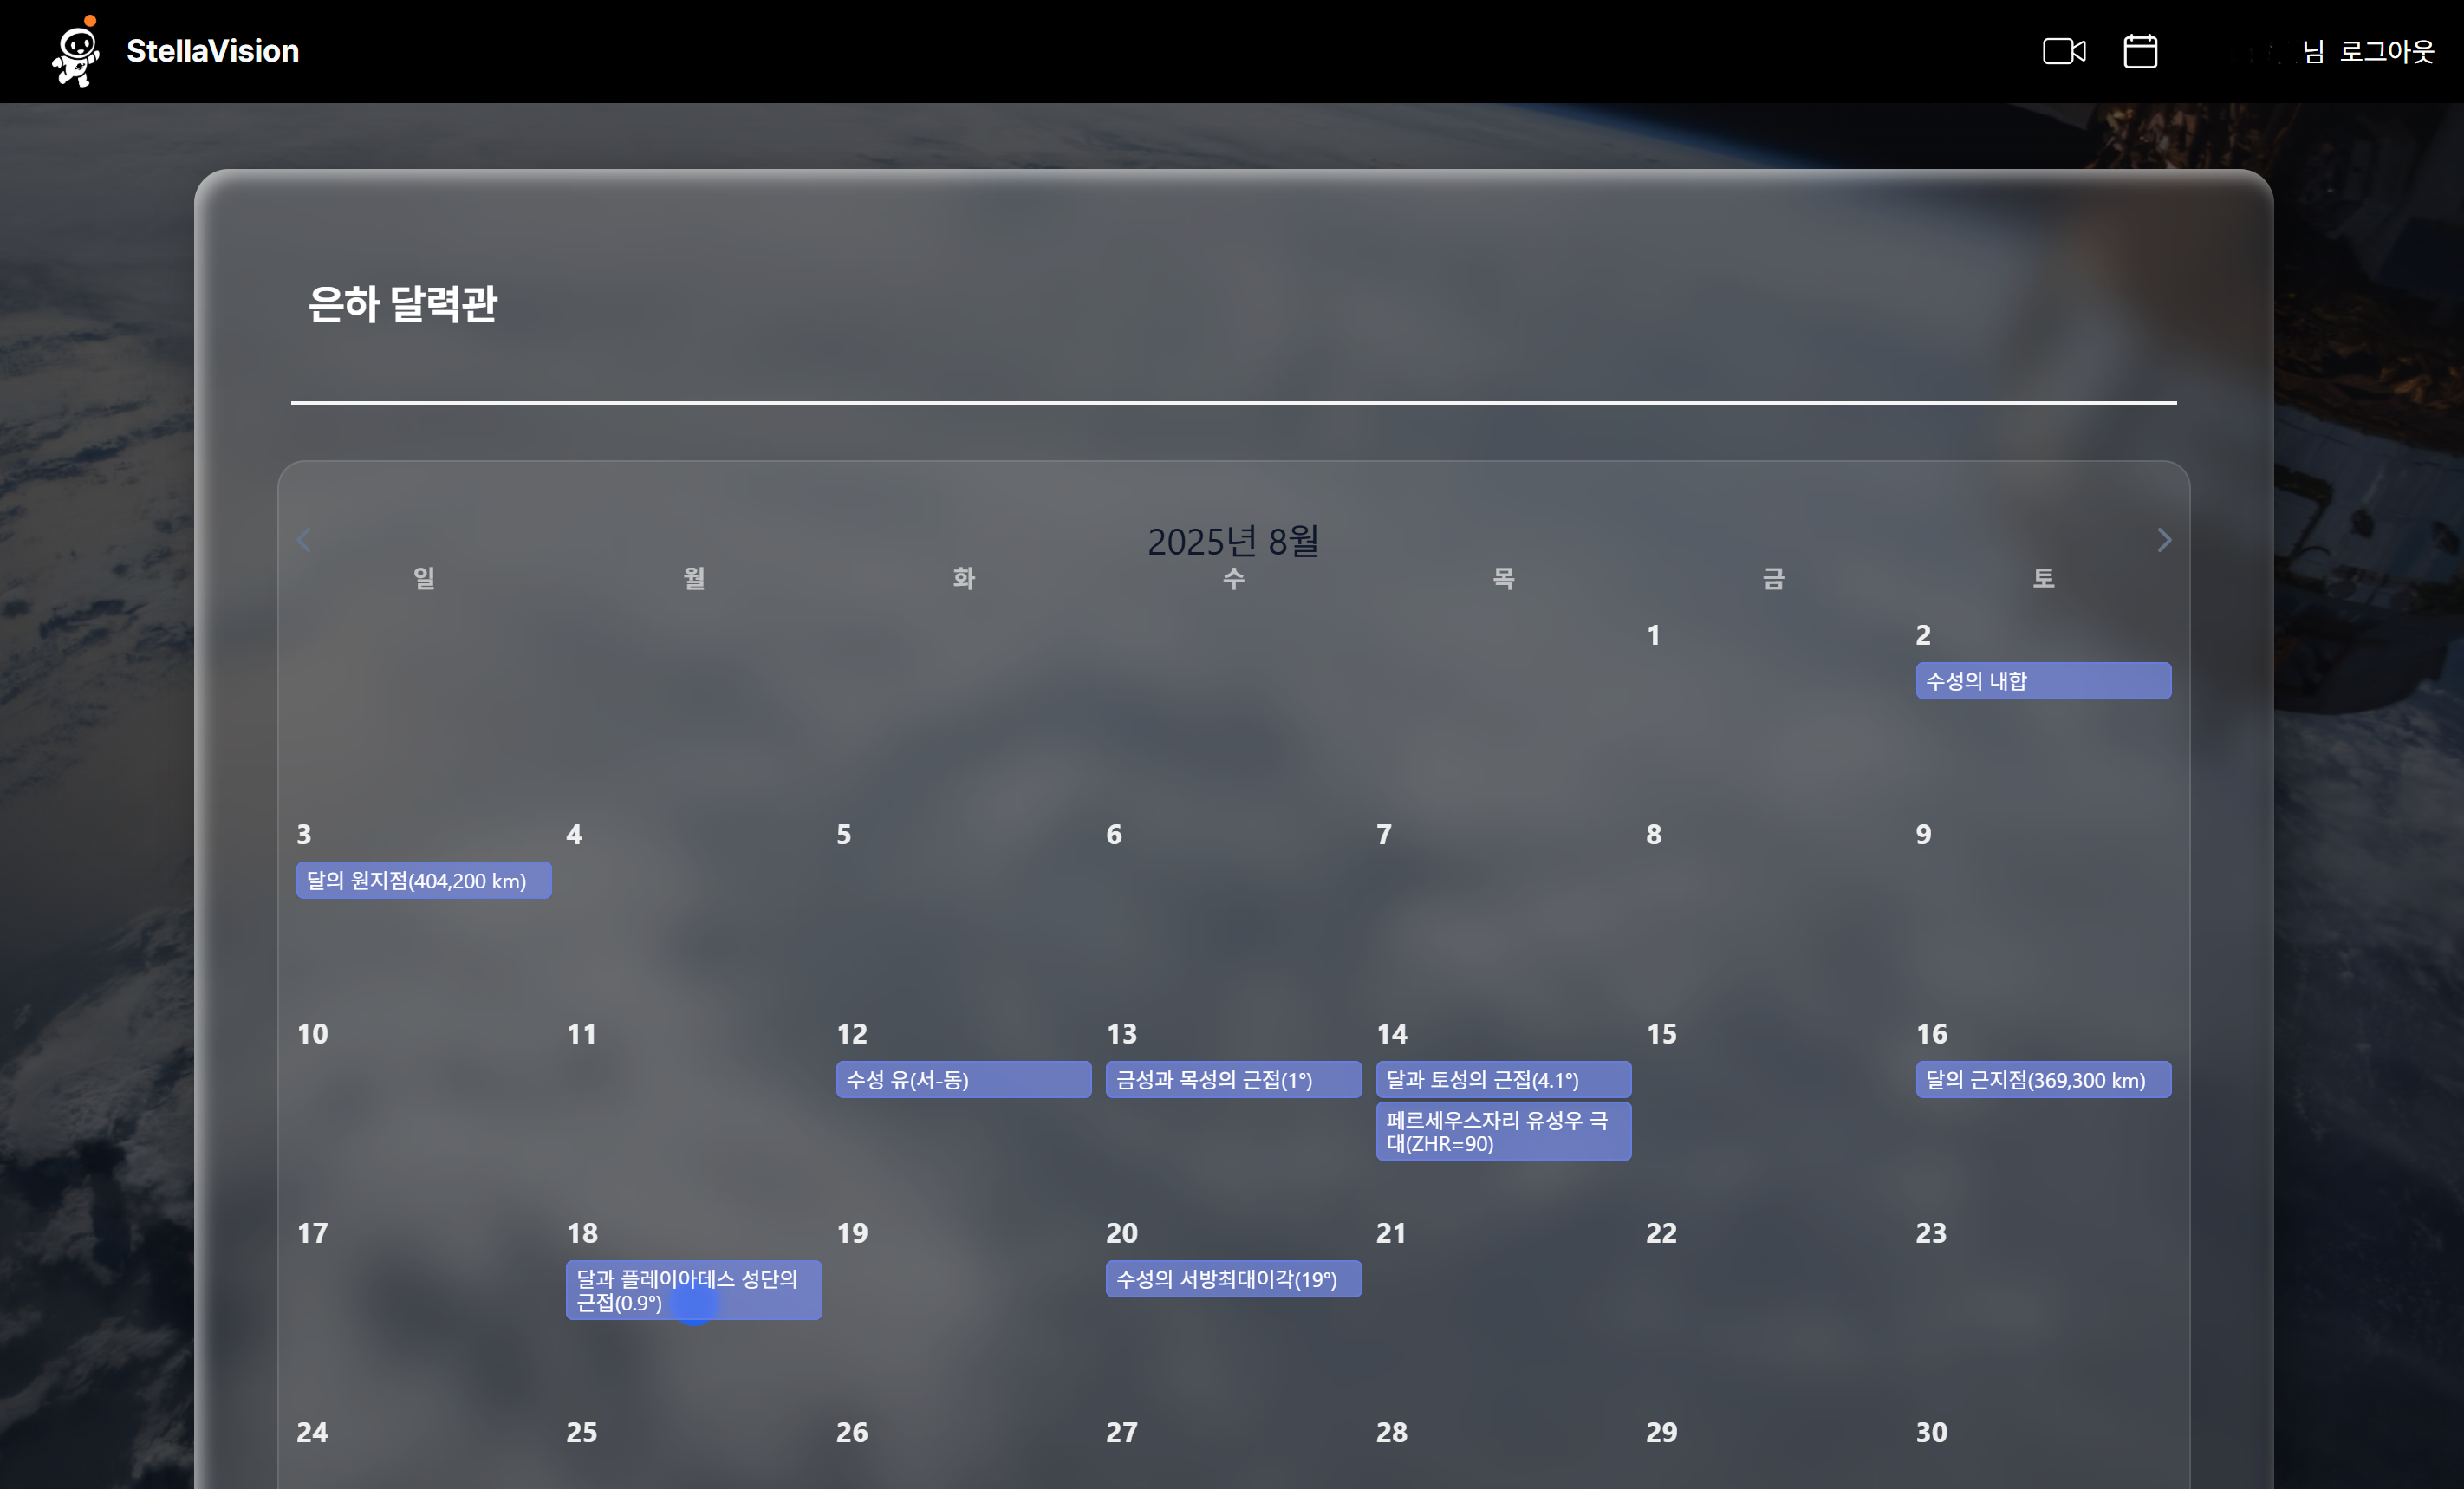 StellaVision
님 로그아웃
은하 달력관
2025년 8월
일 월 화 수 목 금 토
1 2
수성의 내합
3 4 5 6 7 8 9
달의 원지점(404,200 km)
10 11 12 13 14 15 16
수성 유(서-동)
금성과 목성의 근접(1°)
달과 토성의 근접(4.1°)
페르세우스자리 유성우 극
대(ZHR=90)
달의 근지점(369,300 km)
17 18 19 20 21 22 23
달과 플레이아데스 성단의
근접(0.9°)
수성의 서방최대이각(19°)
24 25 26 27 28 29 30